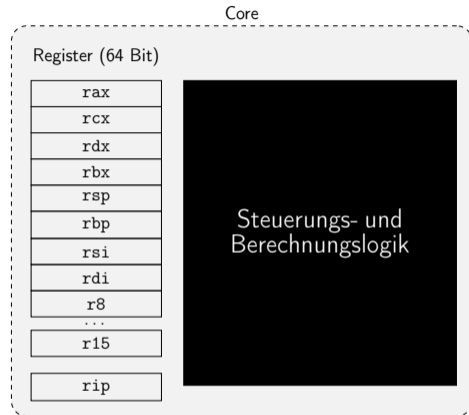 Core
Register (64 Bit)
rax
rcx
rdx
rbx
rsp
rbp
rsi
rdi
r8
...
r15
rip
Steuerungs- und
Berechnungslogik